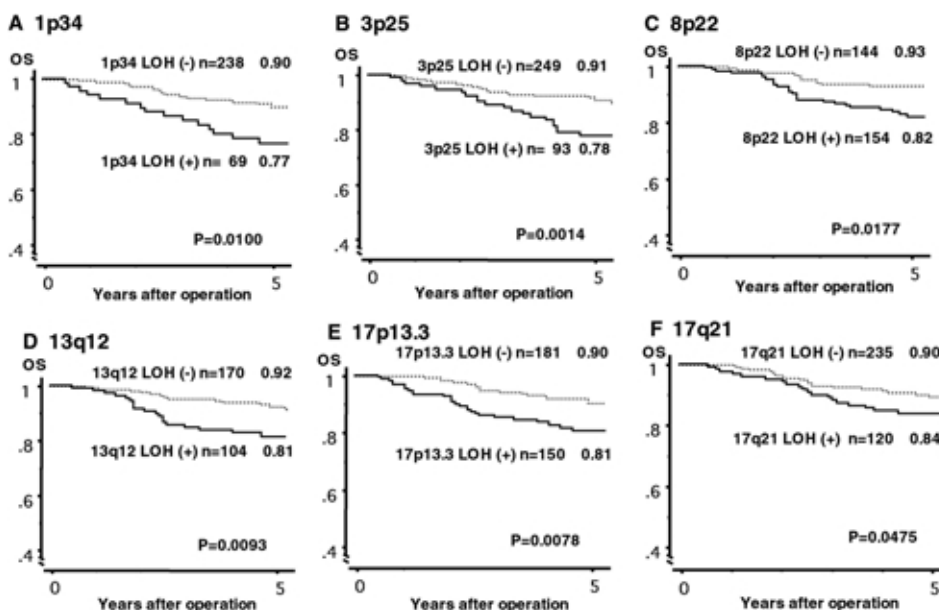 A 1p34
OS
1p34 LOH (-) n=238 0.90
1
.8
1p34 LOH (+) n= 69 0.77
.6
P=0.0100
.4
0 5
Years after operation
B 3p25
OS
3p25 LOH (-) n=249 0.91
1
.8
3p25 LOH (+) n= 93 0.78
.6
P=0.0014
.4
0 5
Years after operation
C 8p22
OS
8p22 LOH (-) n=144 0.93
1
.8
8p22 LOH (+) n=154 0.82
.6
P=0.0177
.4
0 5
Years after operation
D 13q12
OS
13q12 LOH (-) n=170 0.92
1
.8
13q12 LOH (+) n=104 0.81
.6
P=0.0093
.4
0 5
Years after operation
E 17p13.3
OS
17p13.3 LOH (-) n=181 0.90
1
.8
17p13.3 LOH (+) n=150 0.81
.6
P=0.0078
.4
0 5
Years after operation
F 17q21
OS
17q21 LOH (-) n=235 0.90
1
.8
17q21 LOH (+) n=120 0.84
.6
P=0.0475
.4
0 5
Years after operation